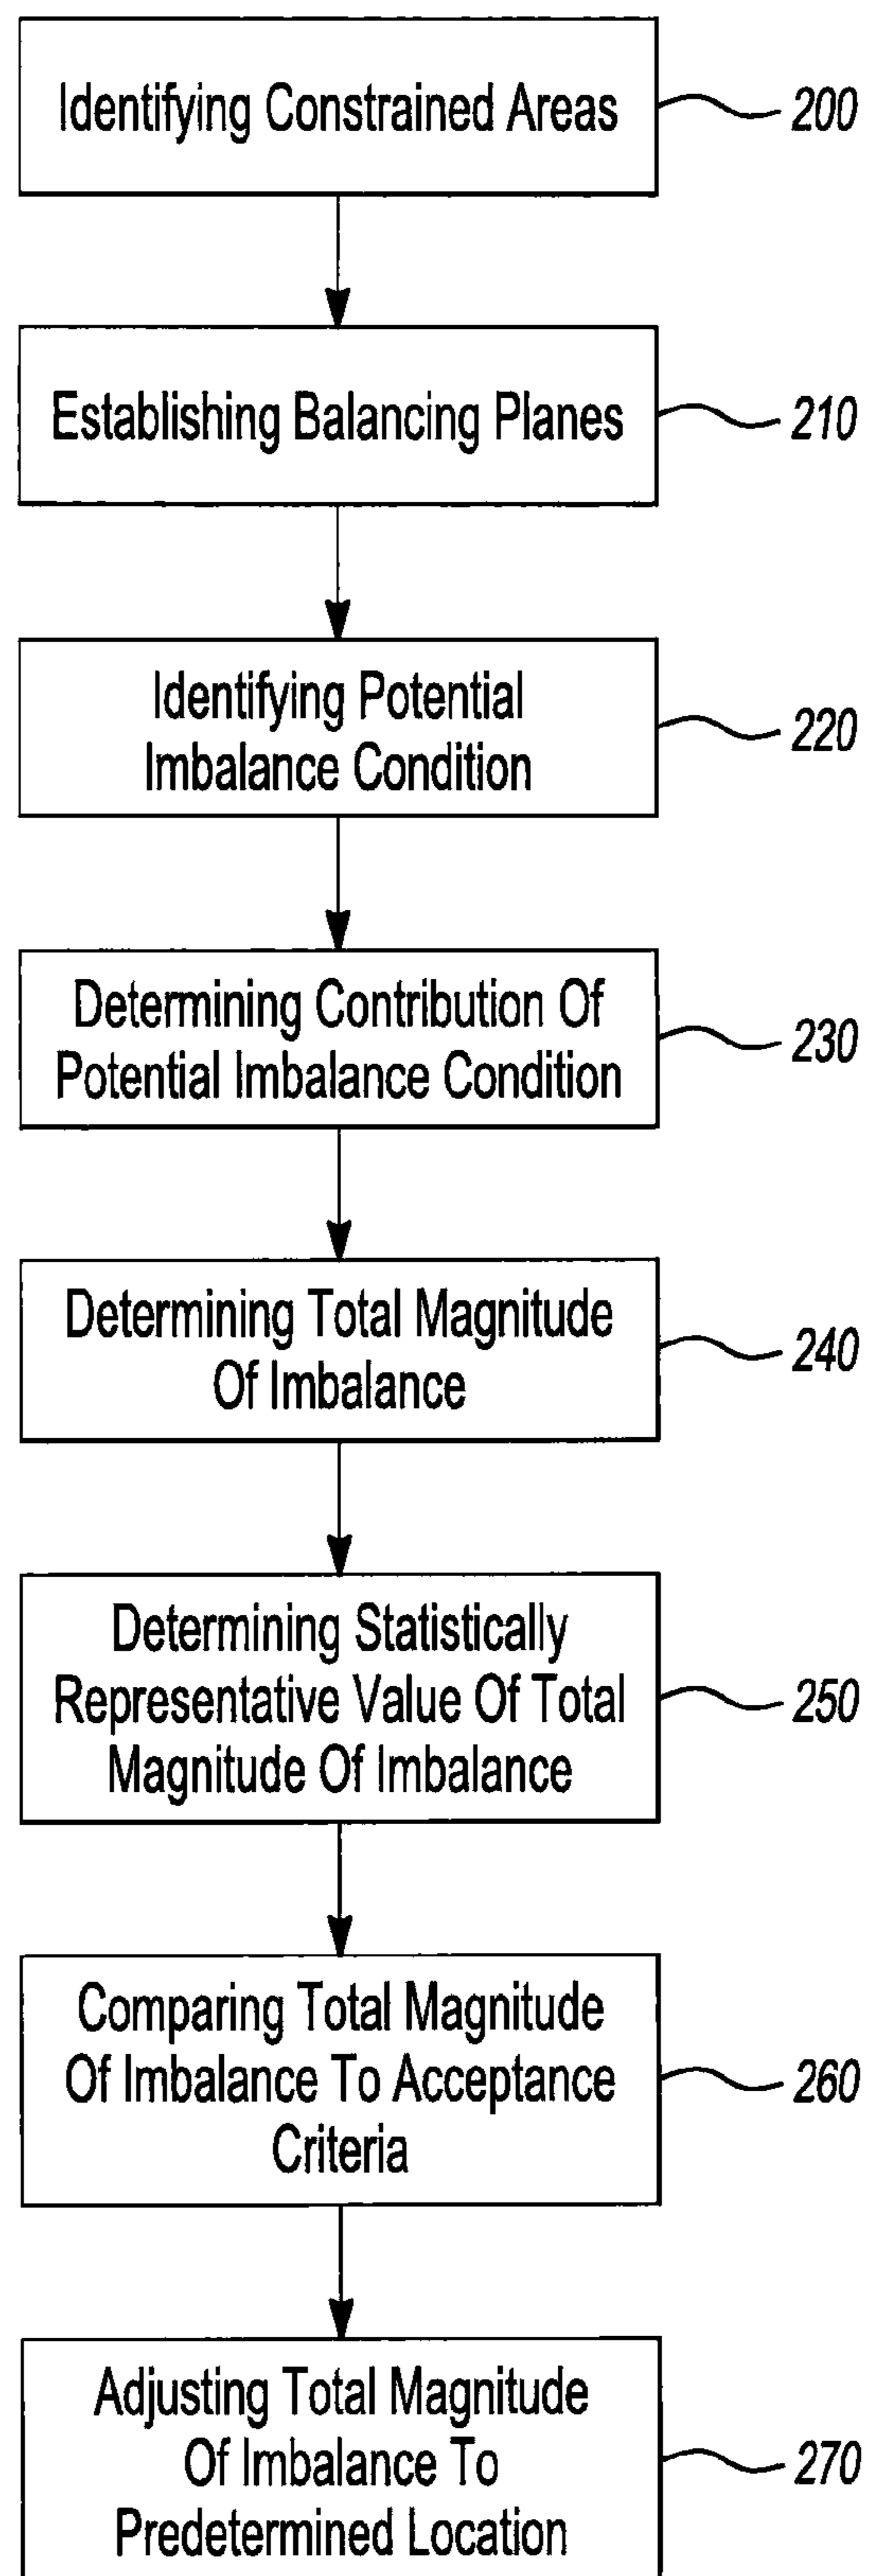 Identifying Constrained Areas
200
Establishing Balancing Planes
210
Identifying Potential
Imbalance Condition
220
Determining Contribution Of
Potential Imbalance Condition
230
Determining Total Magnitude
Of Imbalance
240
Determining Statistically
Representative Value Of Total
Magnitude Of Imbalance
250
Comparing Total Magnitude
Of Imbalance To Acceptance
Criteria
260
Adjusting Total Magnitude
Of Imbalance To
Predetermined Location
270